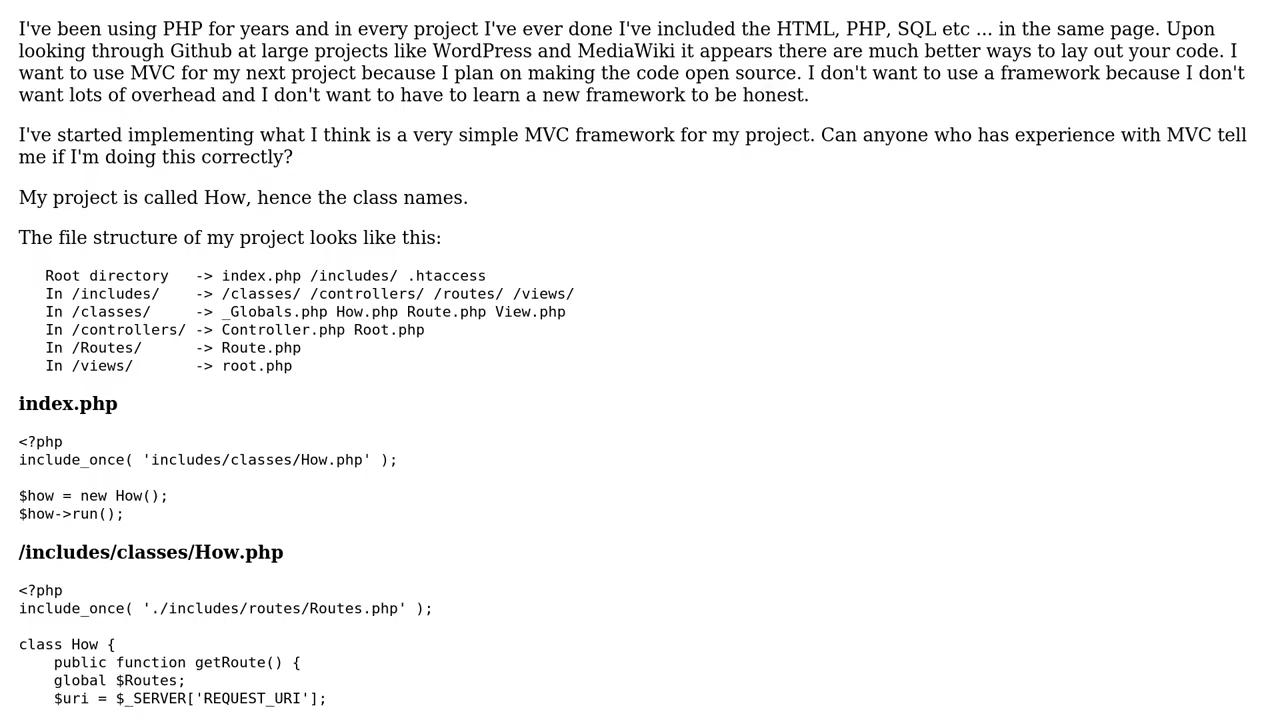 I've been using PHP for years and in every project I've ever done I've included the HTML, PHP, SQL etc ... in the same page. Upon
looking through Github at large projects like WordPress and MediaWiki it appears there are much better ways to lay out your code. I
want to use MVC for my next project because I plan on making the code open source. I don't want to use a framework because I don't
want lots of overhead and I don't want to have to learn a new framework to be honest.
I've started implementing what I think is a very simple MVC framework for my project. Can anyone who has experience with MVC tell
me if I'm doing this correctly?
My project is called How, hence the class names.
The file structure of my project looks like this:
Root directory   -> index.php /includes/ .htaccess
In /includes/    -> /classes/ /controllers/ /routes/ /views/
In /classes/     -> _Globals.php How.php Route.php View.php
In /controllers/ -> Controller.php Root.php
In /Routes/      -> Route.php
In /views/       -> root.php
index.php
<?php
include_once( 'includes/classes/How.php' );
$how = new How();
$how->run();
/includes/classes/How.php
<?php
include_once( './includes/routes/Routes.php' );
class How {
    public function getRoute() {
    global $Routes;
    $uri = $_SERVER['REQUEST_URI'];